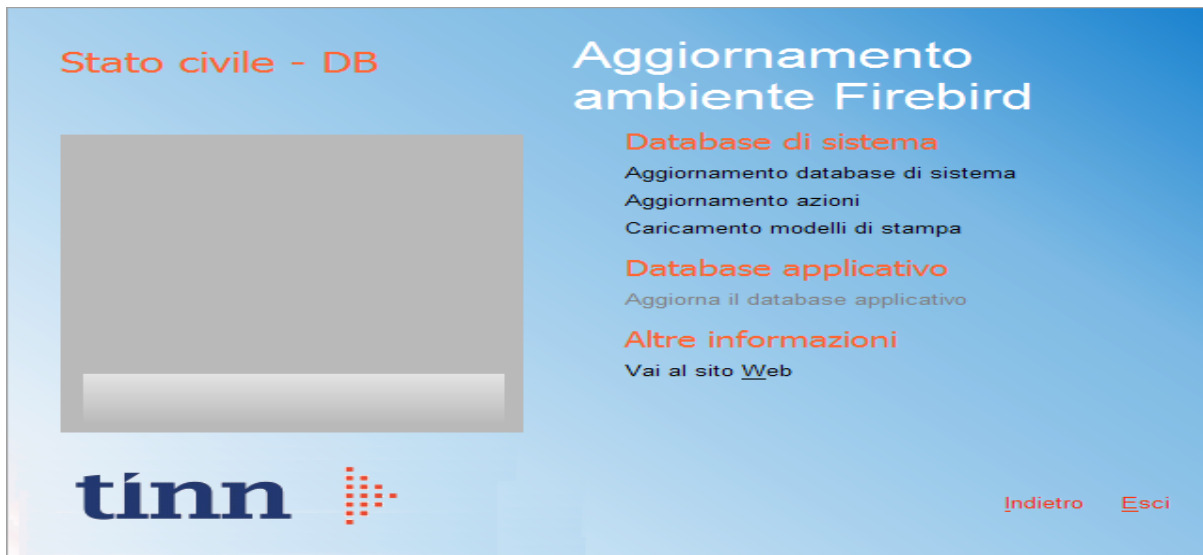 Stato civile - DB
Aggiornamento
ambiente Firebird
Database di sistema
Aggiornamento database di sistema
Aggiornamento azioni
Caricamento modelli di stampa
Database applicativo
Aggiorna il database applicativo
Altre informazioni
Vai al sito Web
tinn
Indietro Esci